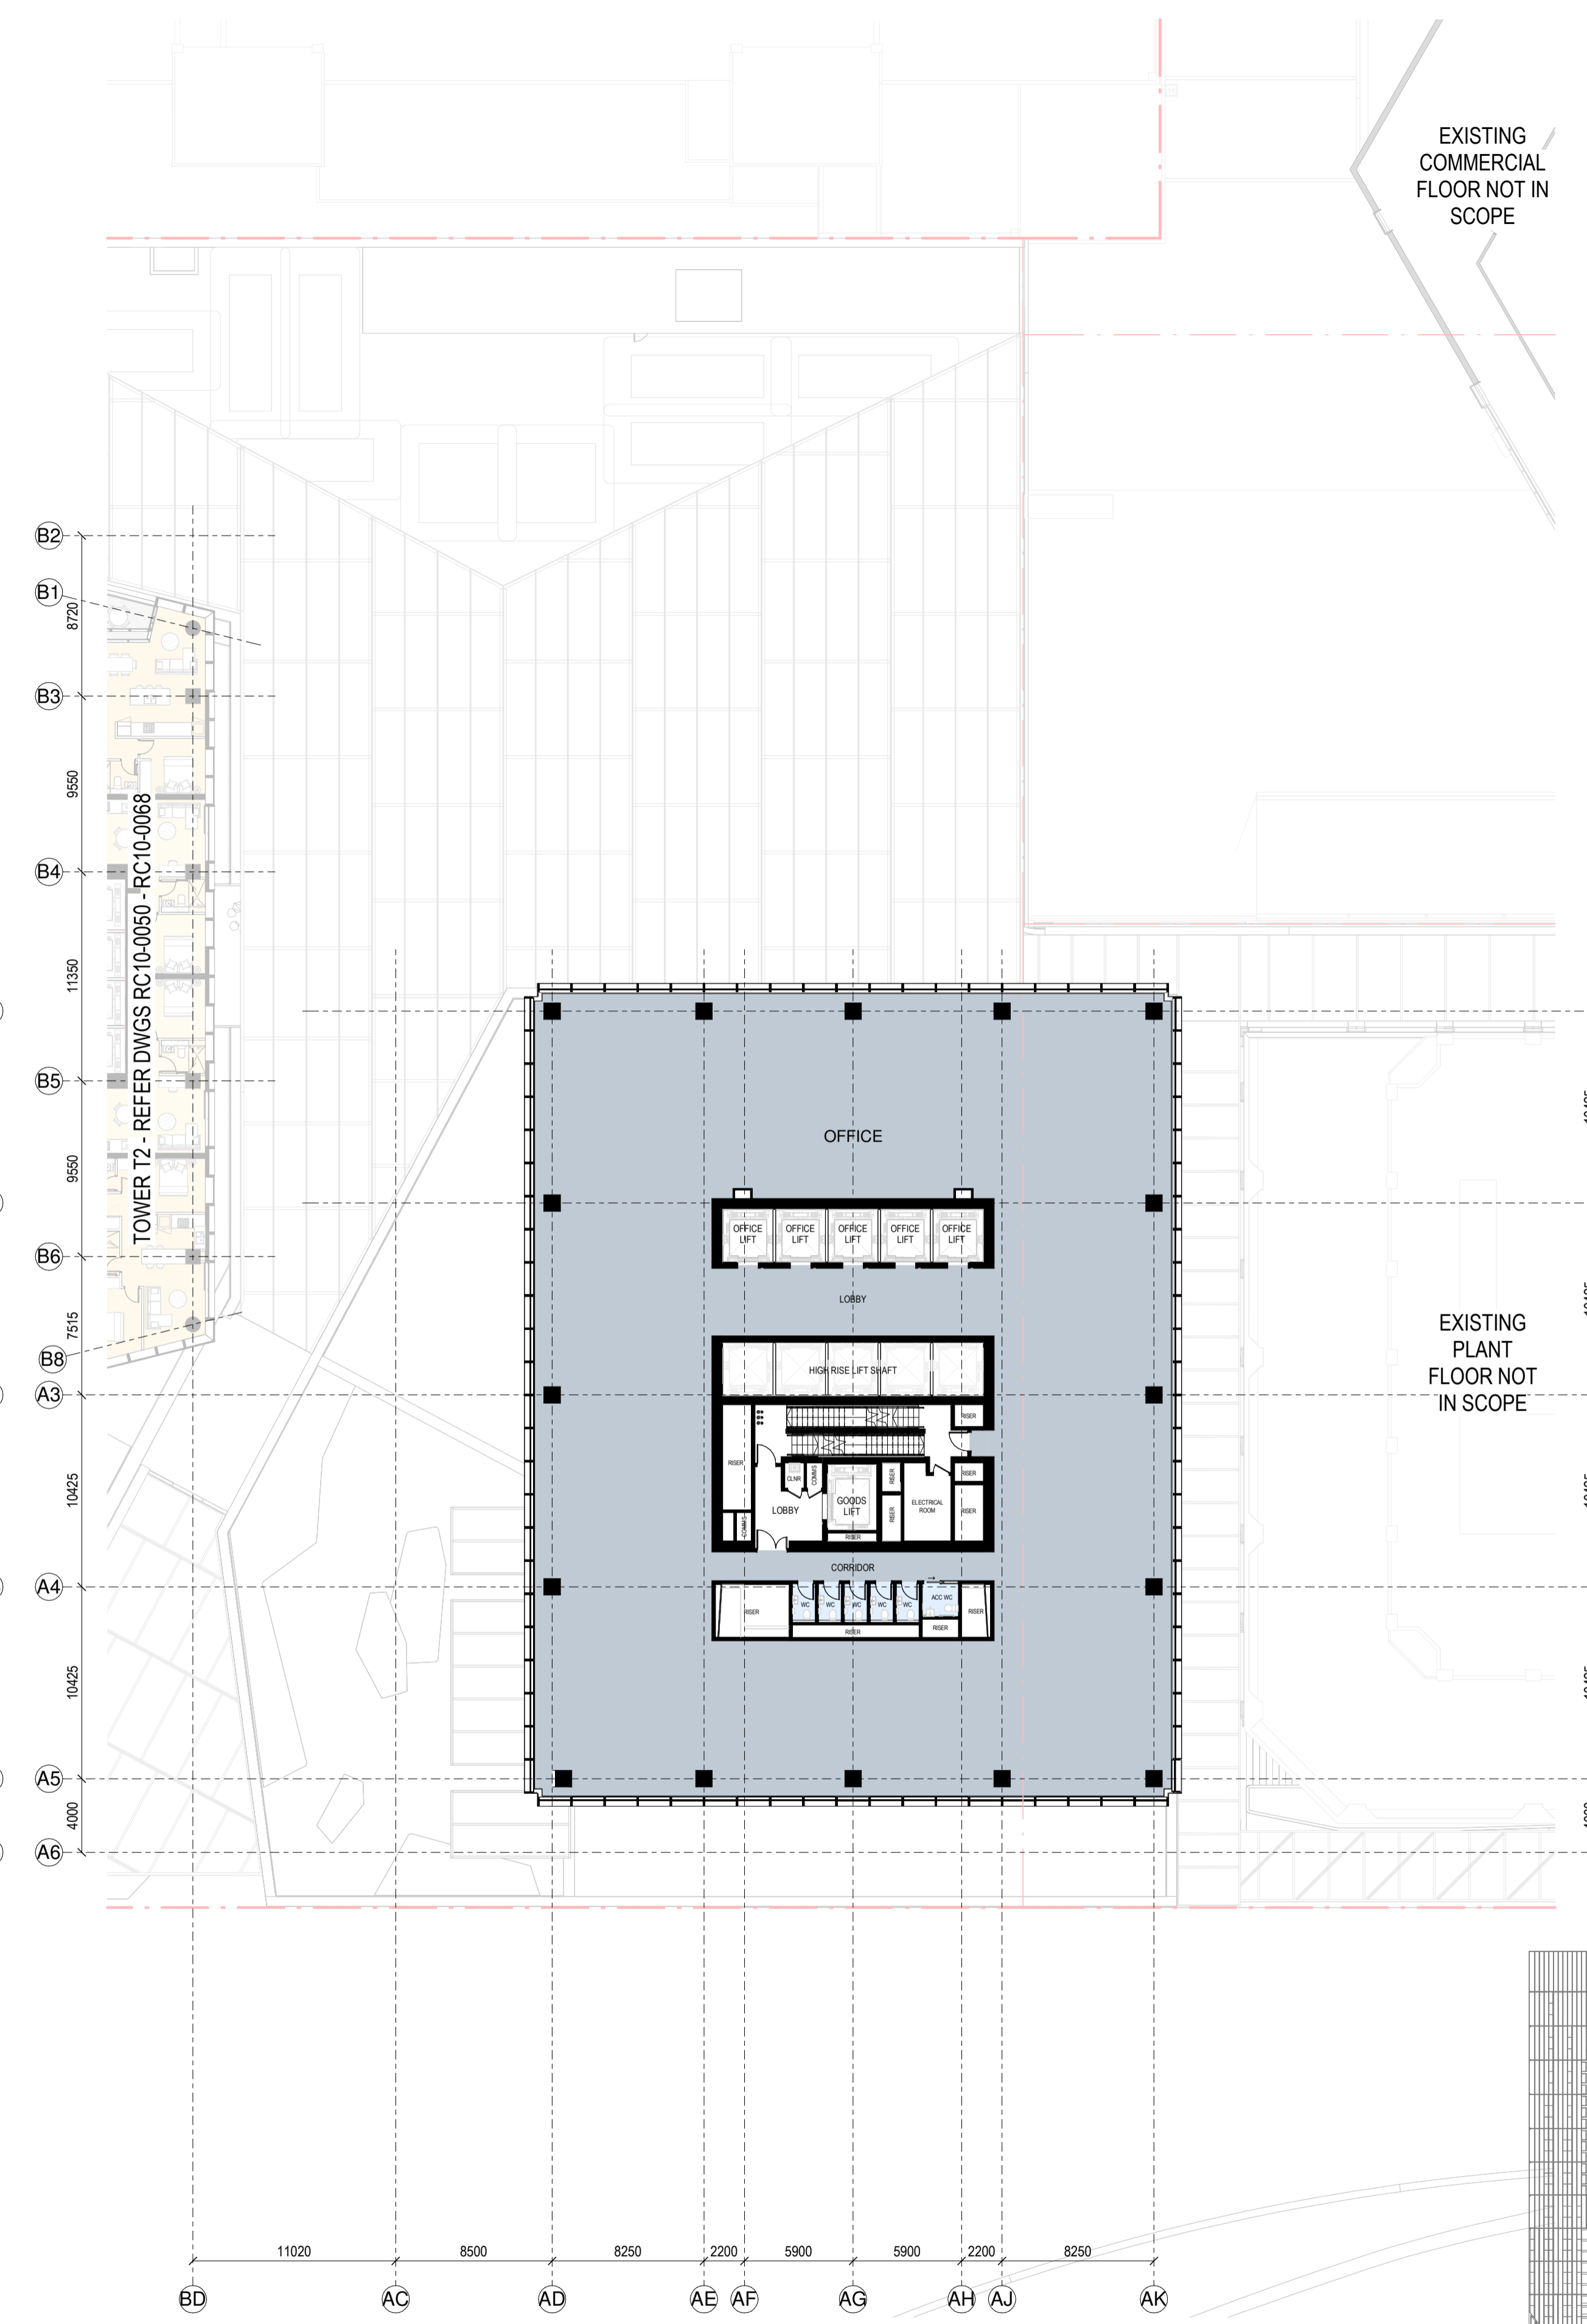 EXISTING
COMMERCIAL
FLOOR NOT IN
SCOPE
B2
B1
8720
B3
9550
TOWER T2 - REFER DWGS RC10-0050 - RC10-0068
B4
11350
B5
9550
B6
7515
B8
A3
10425
A4
10425
A5
4000
A6
OFFICE
OFFICE
LIFT
OFFICE
LIFT
OFFICE
LIFT
OFFICE
LIFT
OFFICE
LIFT
LOBBY
HIGH RISE LIFT SHAFT
RISER
RISER
CLNR
COMMS
RISER
RISER
LOBBY
GOODS
LIFT
RISER
ELECTRICAL
ROOM
RISER
COMMS
RISER
CORRIDOR
RISER
WC
WC
WC
WC
WC
ACC WC
RISER
RISER
RISER
EXISTING
PLANT
FLOOR NOT
IN SCOPE
11020
8500
8250
2200
5900
5900
2200
8250
BD
AC
AD
AE
AF
AG
AH
AJ
AK